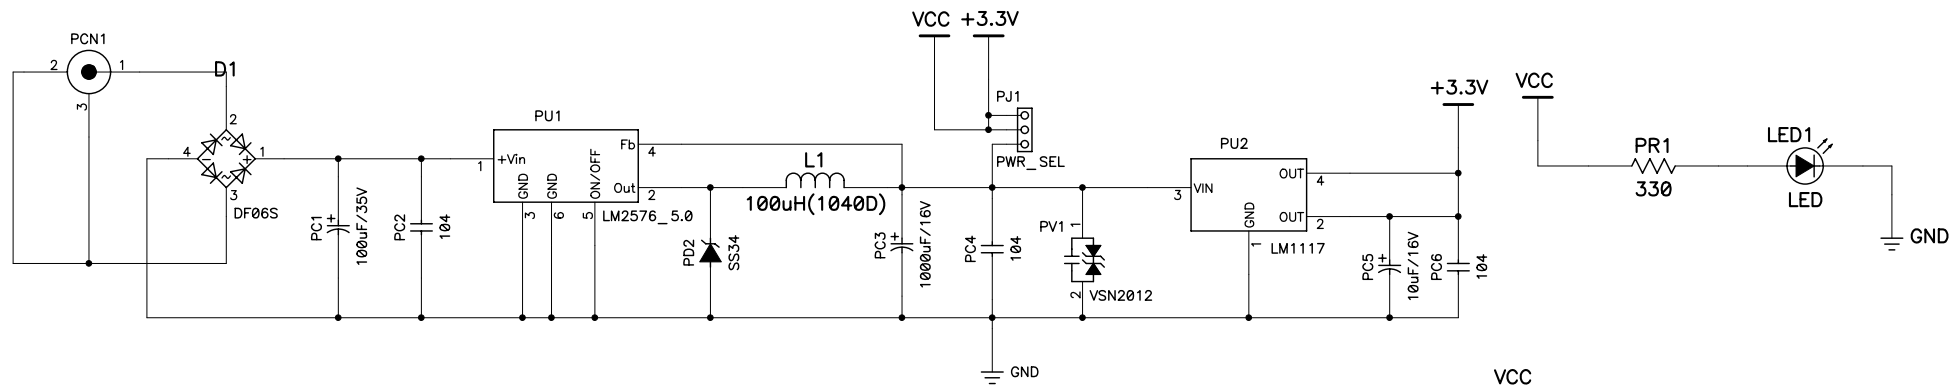 VCC +3.3V
PCN1
2
1
3
D1
2
4
1
3
~
~
-
+
DF06S
PC1
+
100uF/35V
PC2
104
PU1
1
+Vin
Fb
4
GND
GND
ON/OFF
Out
2
3
6
5
LM2576_5.0
PD2
SS34
L1
100uH(1040D)
PC3
+
1000uF/16V
PJ1
PWR_SEL
PC4
104
PV1
1
2
VSN2012
PU2
3
VIN
OUT
4
OUT
2
GND
1
LM1117
+3.3V
PC5
+
10uF/16V
PC6
104
GND
VCC
PR1
330
LED1
LED
GND
VCC